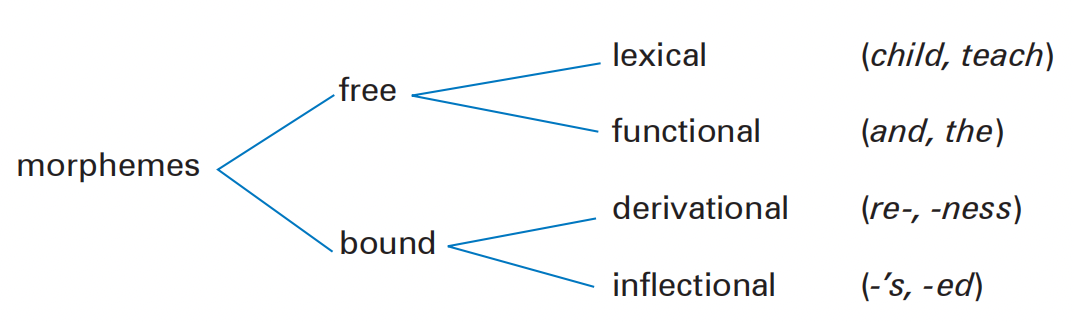 lexical (child, teach)
free
functional (and, the)
morphemes
derivational (re-, -ness)
bound
inflectional (-’s, -ed)